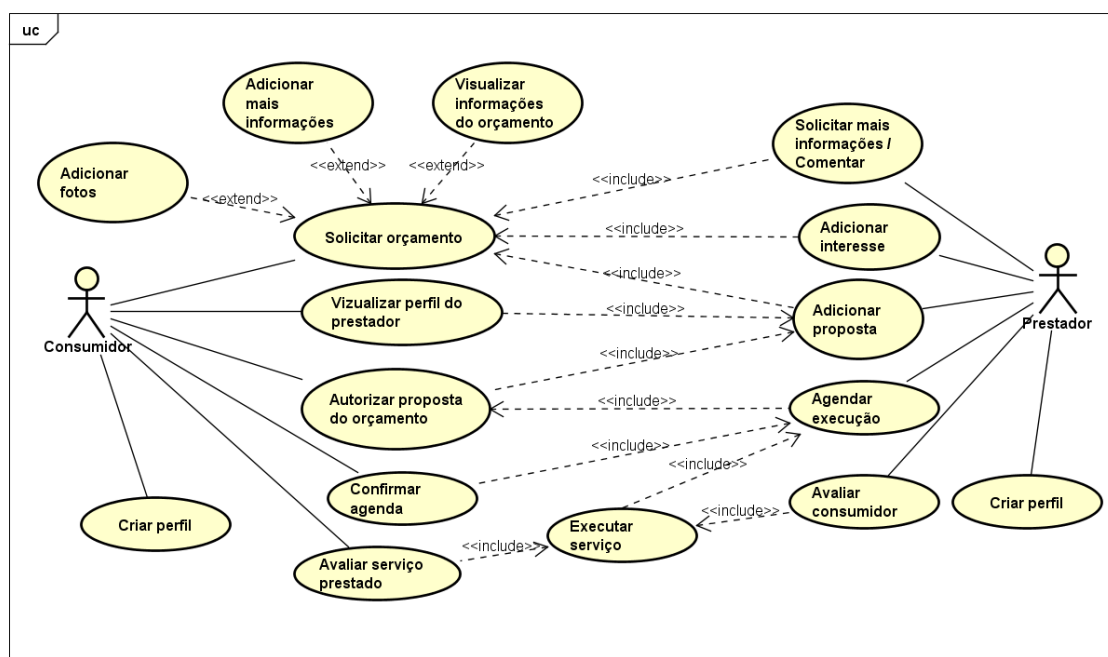 uc
Adicionar
mais
informações
Visualizar
informações
do orçamento
Solicitar mais
informações /
Comentar
Adicionar
fotos
<<extend>>
<<extend>>
<<extend>>
<<include>>
Solicitar orçamento
<<include>>
Adicionar
interesse
<<include>>
Vizualizar perfil do
prestador
<<include>>
Adicionar
proposta
Consumidor
Prestador
<<include>>
Autorizar proposta
do orçamento
<<include>>
Agendar
execução
<<include>>
<<include>>
Confirmar
agenda
Avaliar
consumidor
Criar perfil
Criar perfil
<<include>>
Executar
serviço
<<include>>
Avaliar serviço
prestado